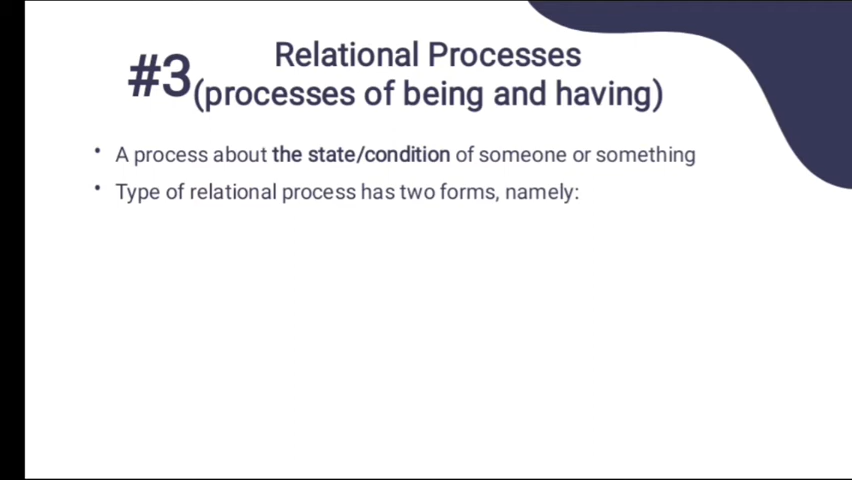 #3
Relational Processes
(processes of being and having)
• A process about the state/condition of someone or something
• Type of relational process has two forms, namely: